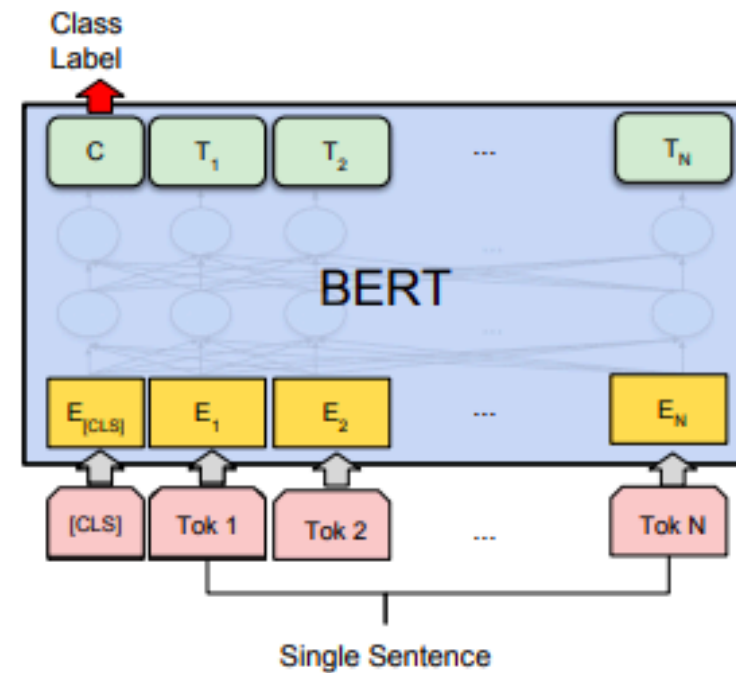 Class
Label
C T1 T2 ... TN
...
BERT
...
E[CLS] E1 E2 ... EN
[CLS] Tok 1 Tok 2 ... Tok N
Single Sentence